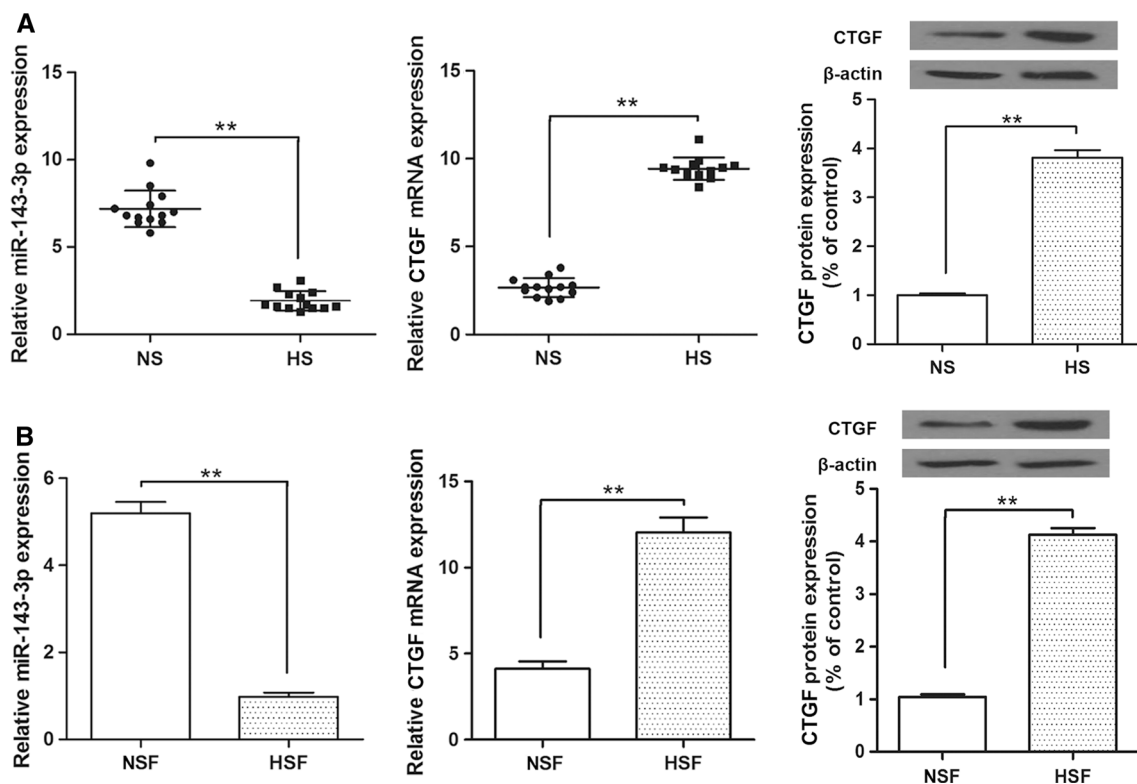 A
Relative miR-143-3p expression
15
10
5
0
**
NS
HS
Relative CTGF mRNA expression
15
10
5
0
**
NS
HS
CTGF
β-actin
CTGF protein expression
(% of control)
5
4
3
2
1
0
**
NS
HS
B
Relative miR-143-3p expression
6
4
2
0
**
NSF
HSF
Relative CTGF mRNA expression
15
10
5
0
**
NSF
HSF
CTGF
β-actin
CTGF protein expression
(% of control)
5
4
3
2
1
0
**
NSF
HSF